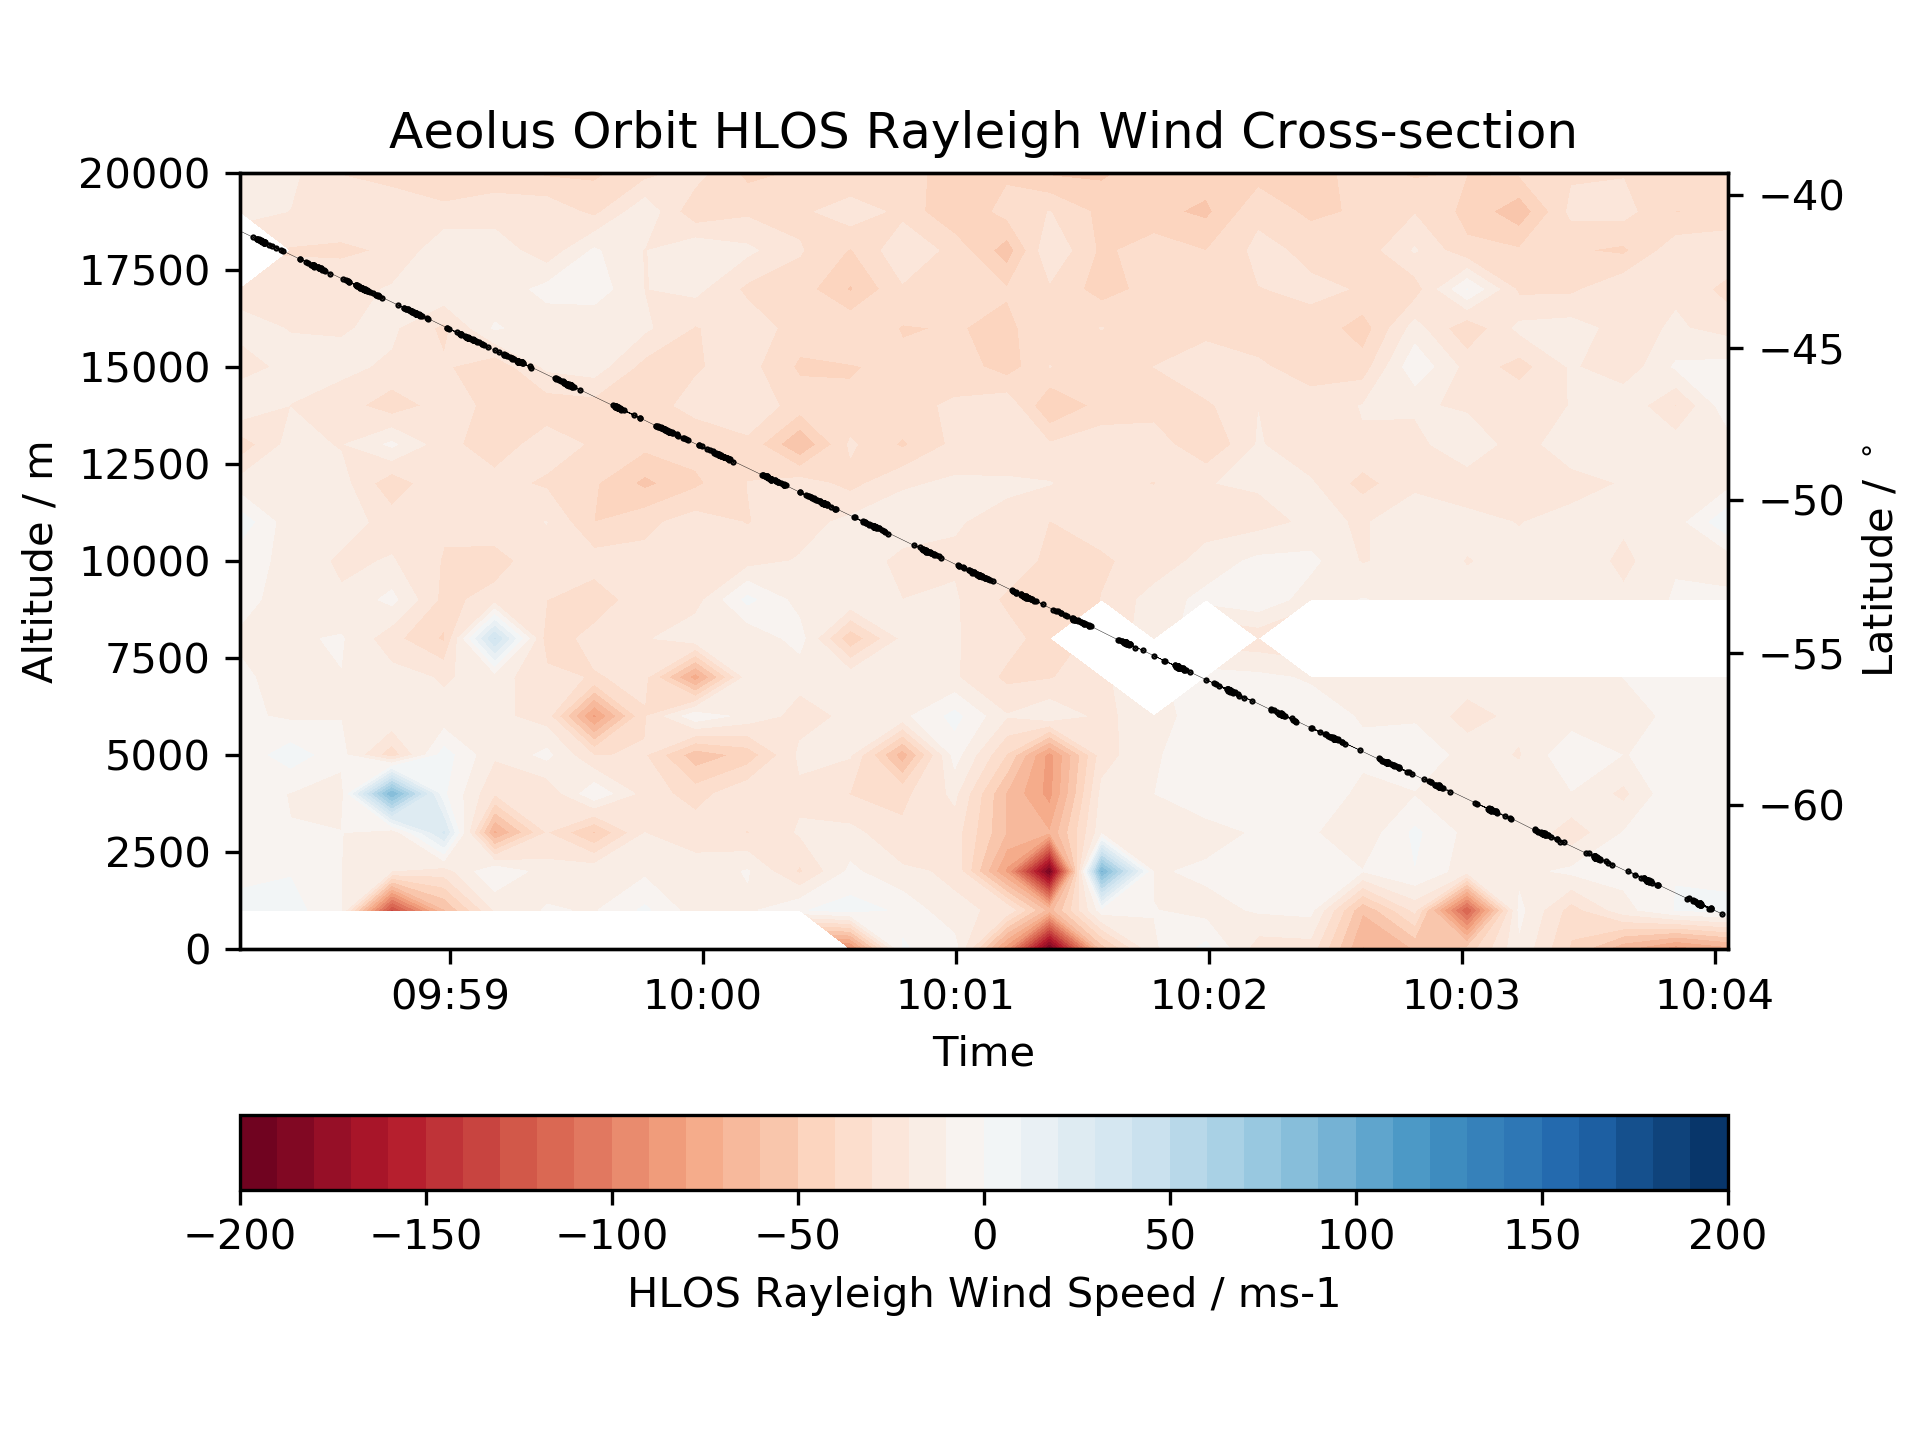 Aeolus Orbit HLOS Rayleigh Wind Cross-section
20000
17500
15000
12500
10000
7500
5000
2500
0
Altitude / m
−40
−45
−50
−55
−60
Latitude / °
09:59 10:00 10:01 10:02 10:03 10:04
Time
−200 −150 −100 −50 0 50 100 150 200
HLOS Rayleigh Wind Speed / ms-1